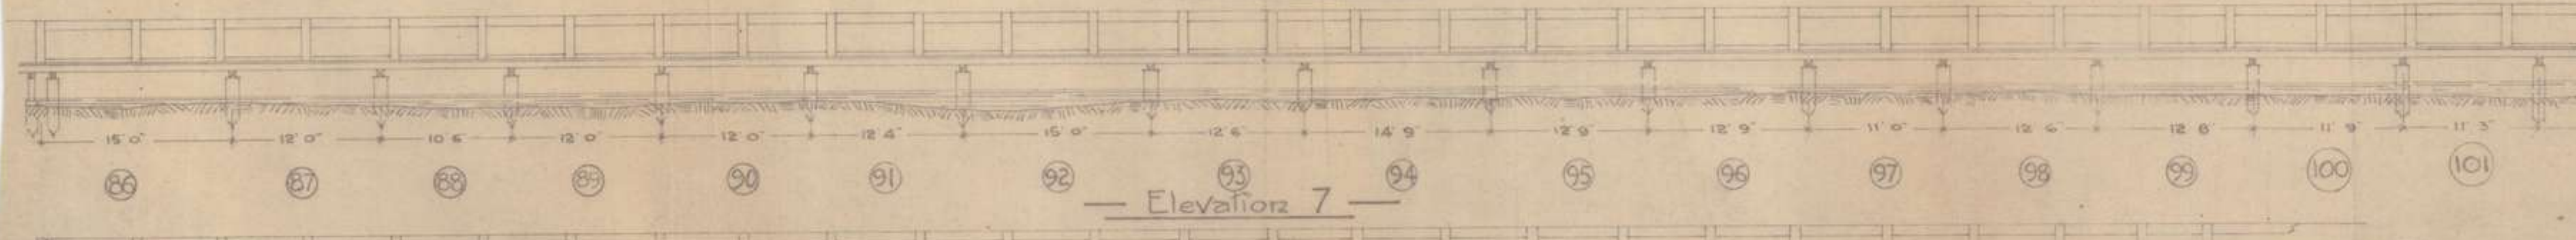 15' 0" 12' 0" 10' 6" 12' 0" 12' 0" 12' 4" 15' 0" 12' 6" 14' 9" 12' 9" 12' 9" 11' 0" 12' 6" 11' 9" 11' 3"
86 87 88 89 90 91 92 93 94 95 96 97 98 99 100 101
— Elevation 7 —